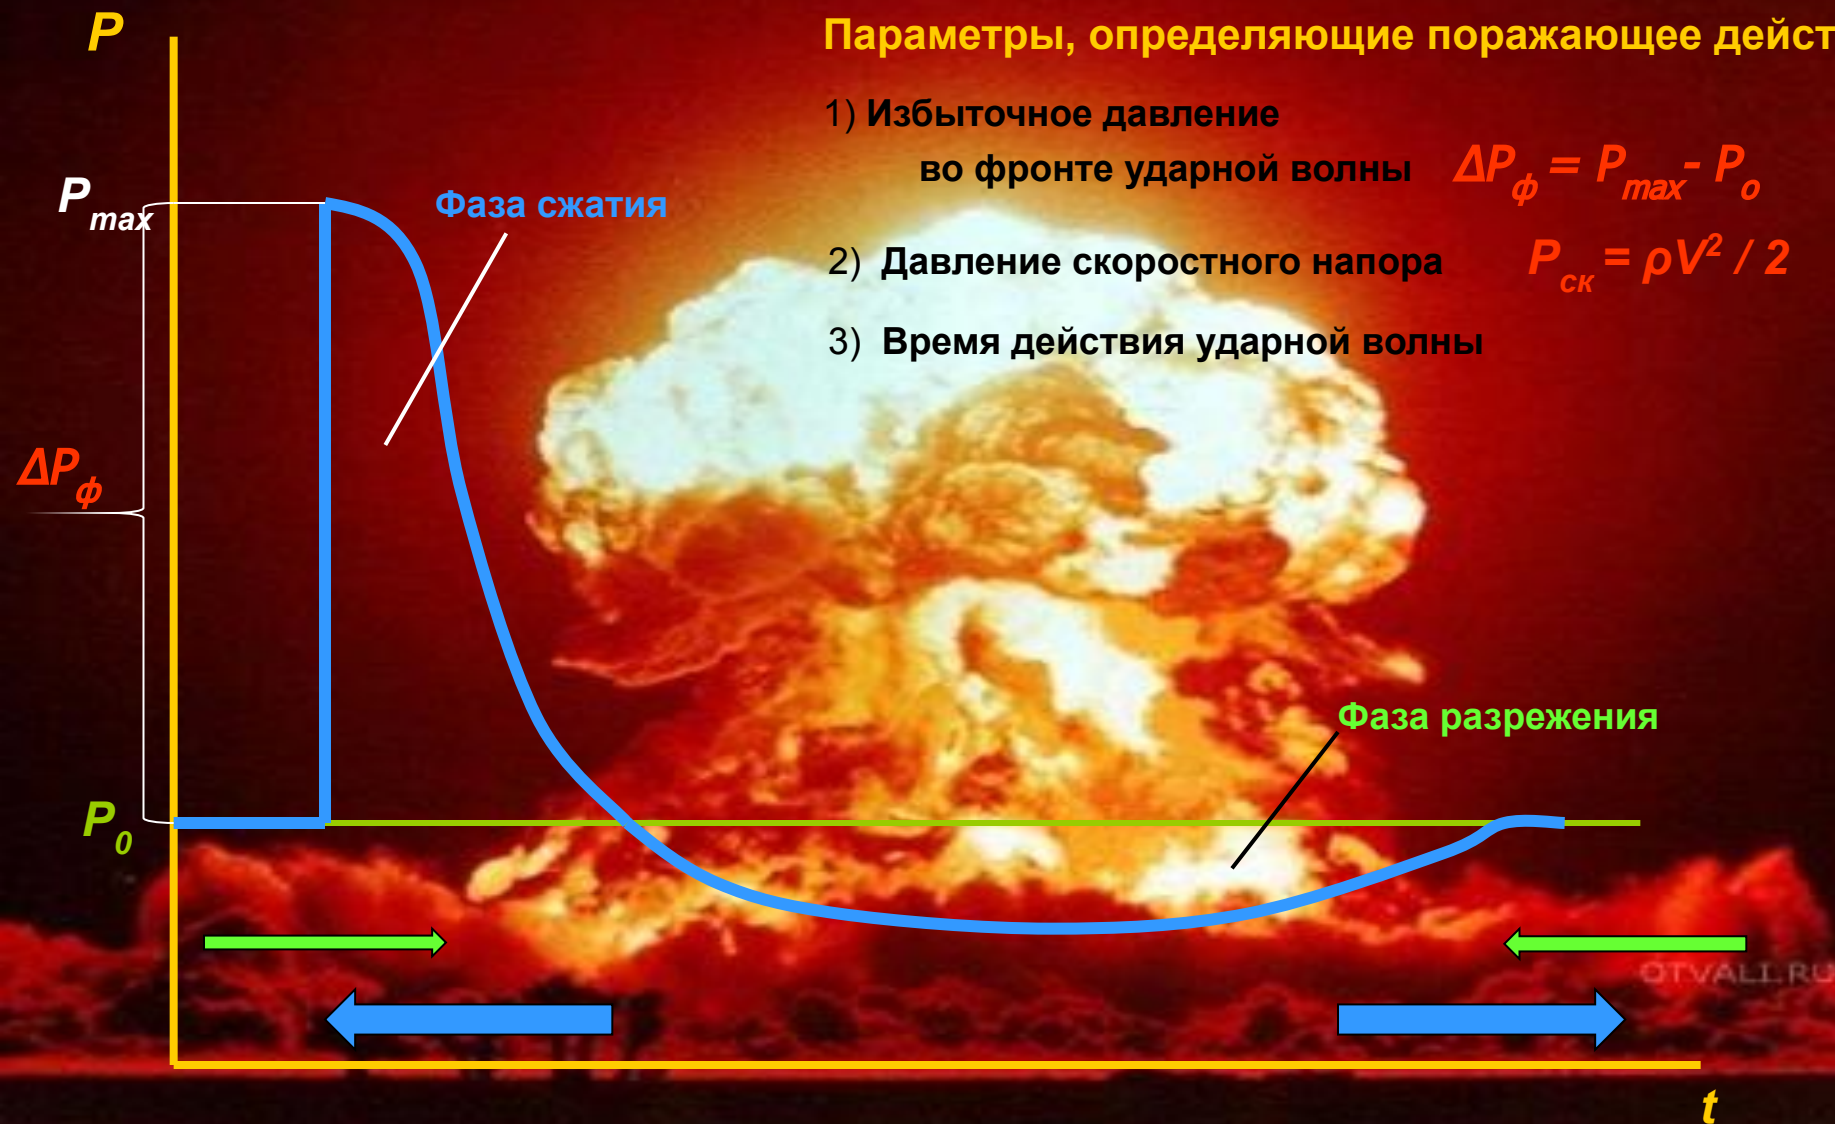 P
Параметры, определяющие поражающее дейст
1) Избыточное давление
во фронте ударной волны ΔPф = Pmax- Po
Pmax
Фаза сжатия
2) Давление скоростного напора Pск = ρV² / 2
3) Время действия ударной волны
ΔPф
Фаза разрежения
P0
OTVALI.RU
t